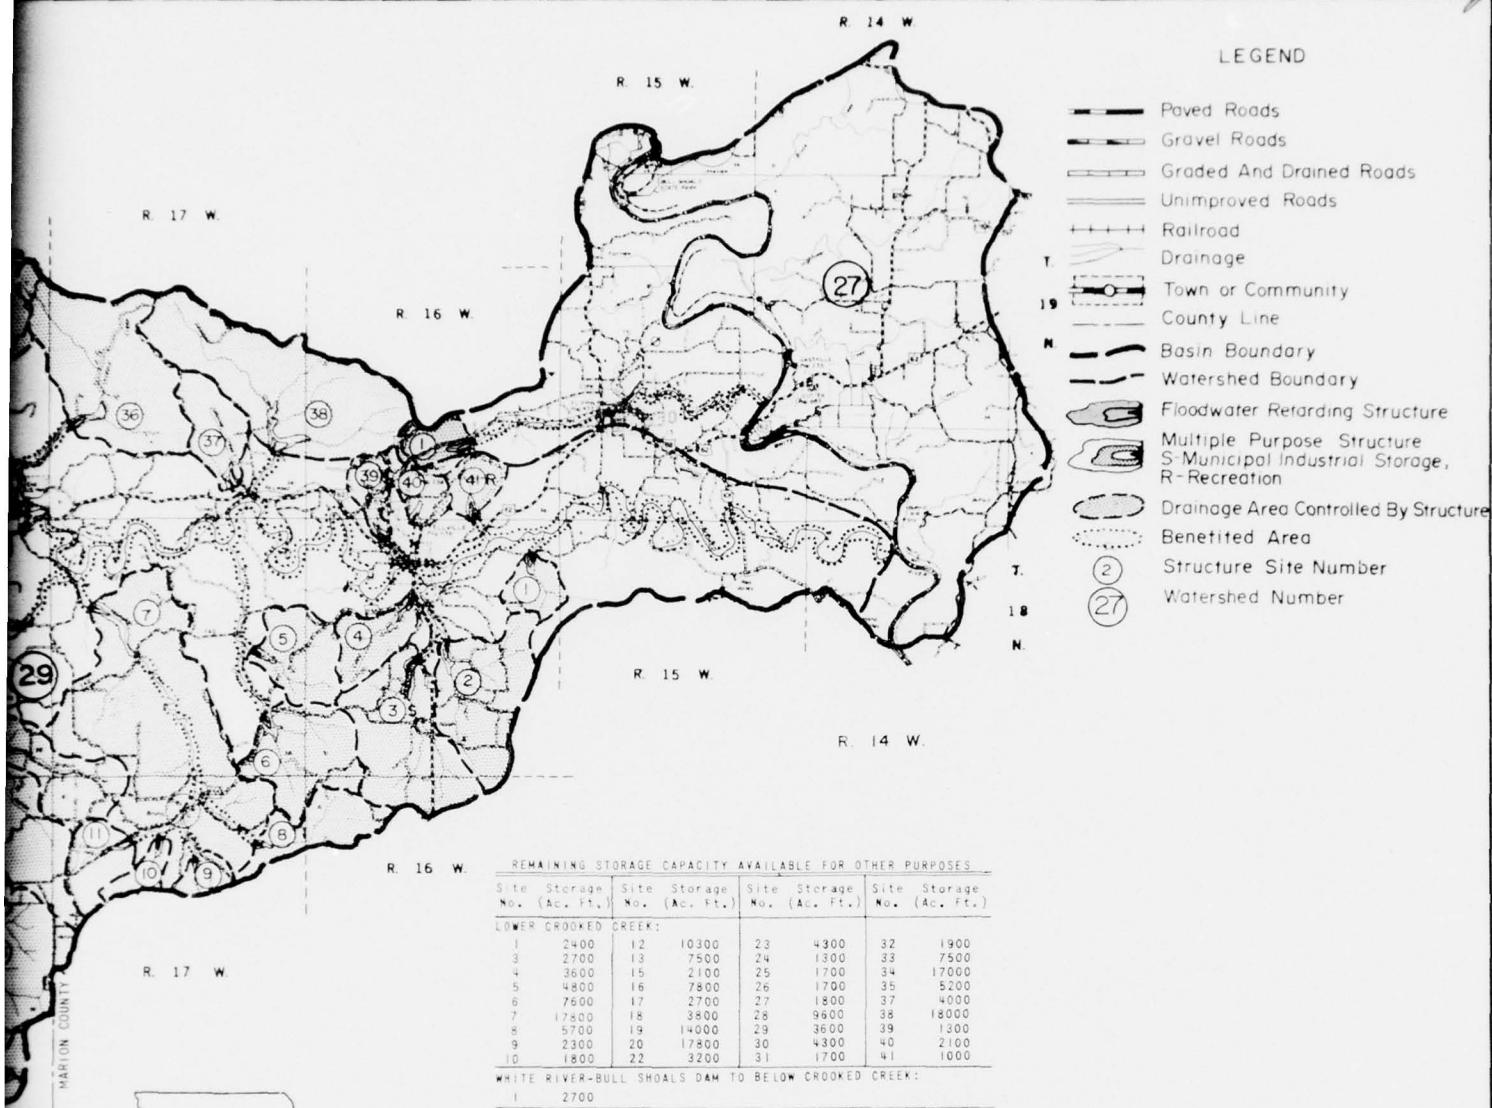 R. 14 W.
R. 15 W.
LEGEND
Paved Roads
Gravel Roads
Graded And Drained Roads
Unimproved Roads
Railroad
Drainage
Town or Community
County Line
Basin Boundary
Watershed Boundary
Floodwater Retarding Structure
Multiple Purpose Structure
S-Municipal Industrial Storage,
R-Recreation
Drainage Area Controlled By Structure
Benefited Area
2 Structure Site Number
27 Watershed Number
R. 17 W.
R. 16 W.
T.
19
N.
27
36
37
38
1
39
40
41 R
T.
18
N.
7
5
4
1
29
2
3 S
6
11
10
9
8
R. 15 W.
R. 14 W.
R. 16 W.
R. 17 W.
MARION COUNTY
REMAINING STORAGE CAPACITY AVAILABLE FOR OTHER PURPOSES
Site Storage Site Storage Site Storage Site Storage
No. (Ac. Ft.) No. (Ac. Ft.) No. (Ac. Ft.) No. (Ac. Ft.)
LOWER CROOKED CREEK:
1 2400 12 10300 23 4300 32 1900
3 2700 13 7500 24 1300 33 7500
4 3600 15 2100 25 1700 34 17000
5 4800 16 7800 26 1700 35 5200
6 7600 17 2700 27 1800 37 4000
7 17800 18 3800 28 9600 38 18000
8 5700 19 14000 29 3600 39 1300
9 2300 20 17800 30 4300 40 2100
10 1800 22 3200 31 1700 41 1000
WHITE RIVER-BULL SHOALS DAM TO BELOW CROOKED CREEK:
1 2700